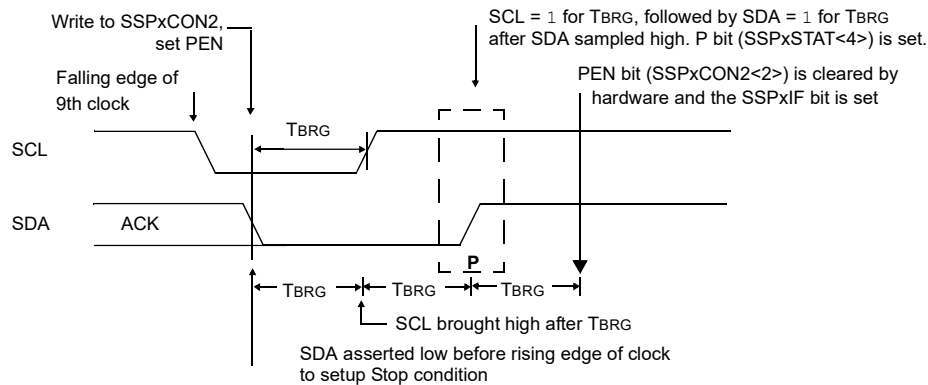 Write to SSPxCON2,
set PEN
SCL = 1 for TBRG, followed by SDA = 1 for TBRG
after SDA sampled high. P bit (SSPxSTAT<4>) is set.
Falling edge of
9th clock
PEN bit (SSPxCON2<2>) is cleared by
hardware and the SSPxIF bit is set
TBRG
SCL
SDA
ACK
P
TBRG
TBRG
TBRG
SCL brought high after TBRG
SDA asserted low before rising edge of clock
to setup Stop condition